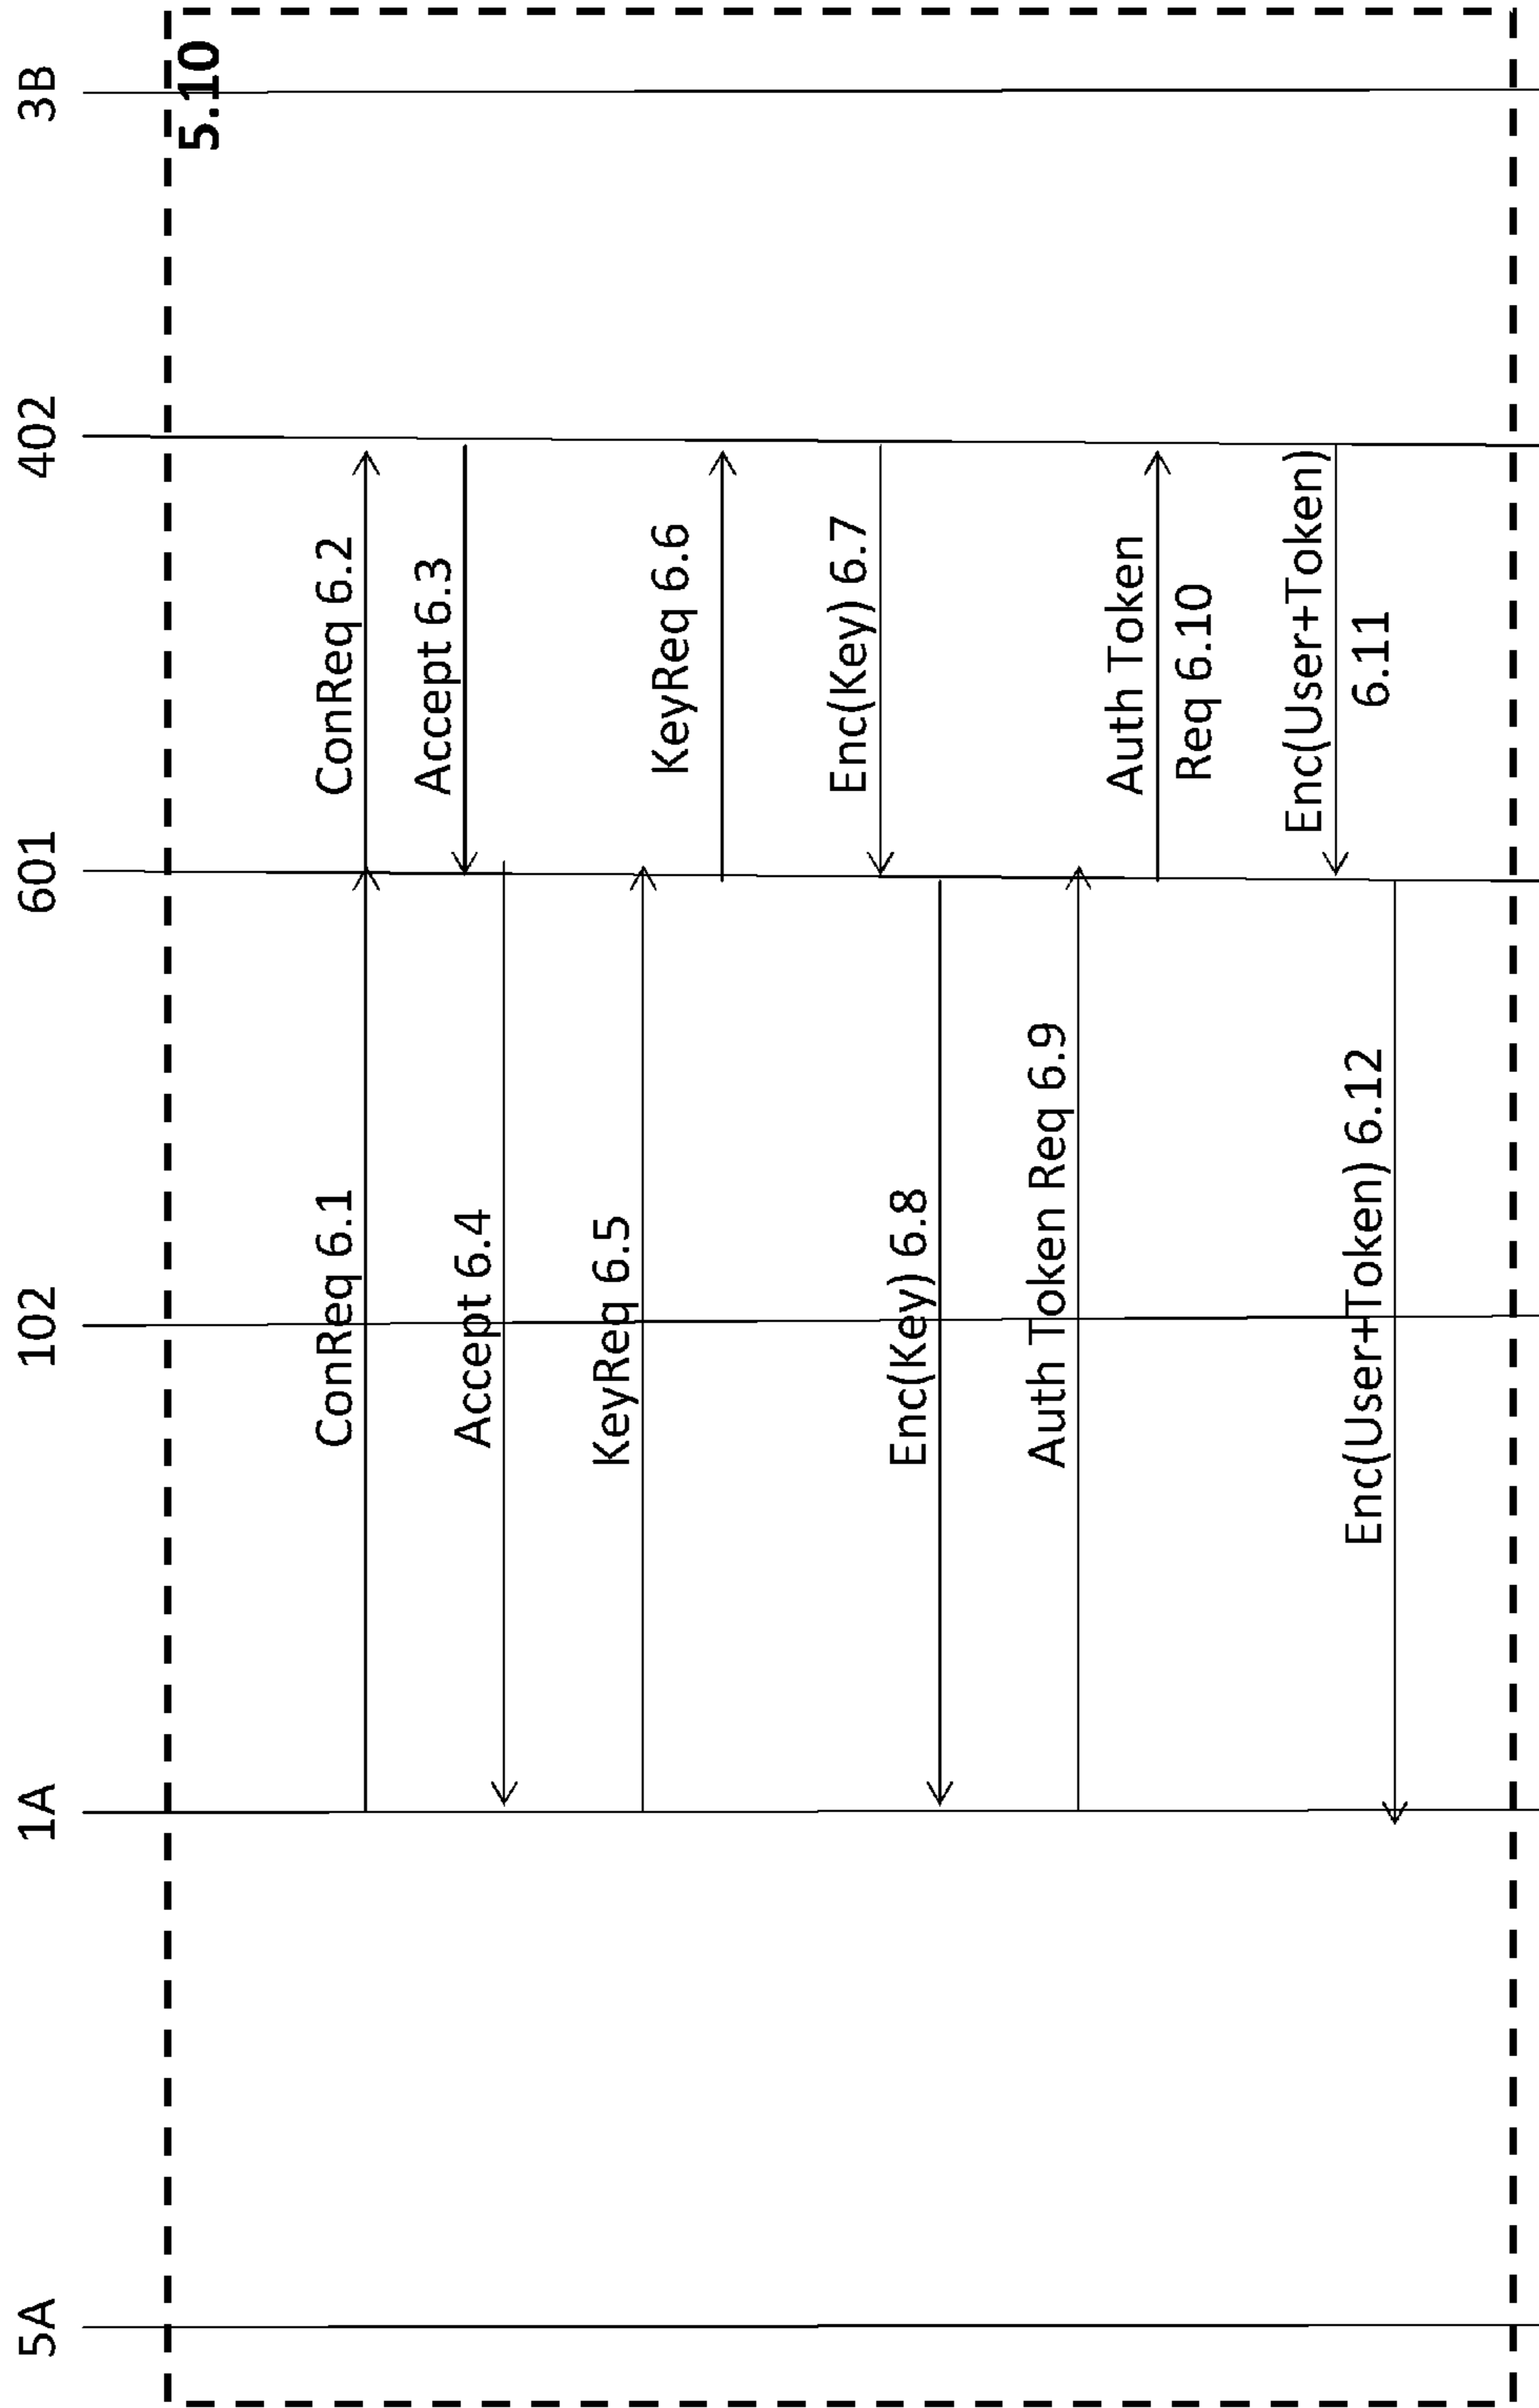 5A
1A
102
601
402
3B
5.10
ConReq 6.1
ConReq 6.2
Accept 6.3
Accept 6.4
KeyReq 6.5
KeyReq 6.6
Enc(Key) 6.7
Enc(Key) 6.8
Auth Token Req 6.9
Auth Token
Req 6.10
Enc(User+Token)
6.11
Enc(User+Token) 6.12